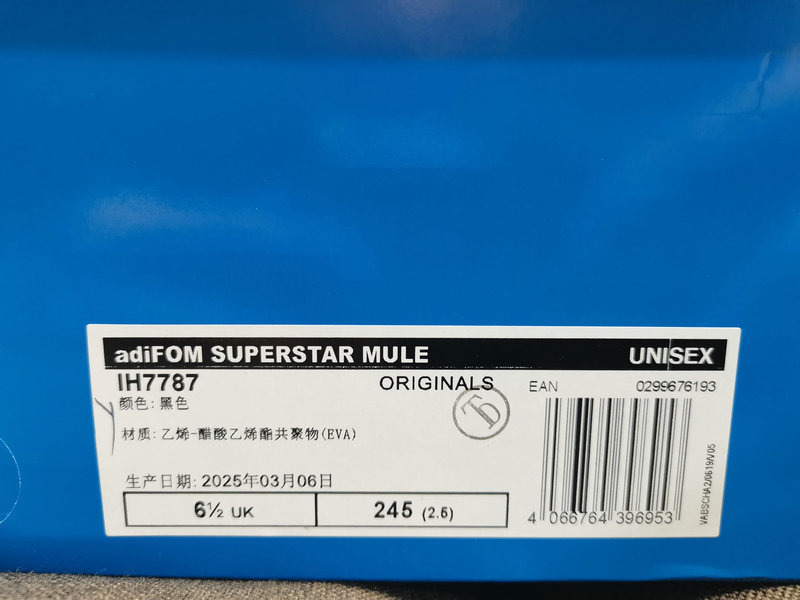 adiFOM SUPERSTAR MULE UNISEX
IH7787 ORIGINALS EAN 0299676193
颜色: 黑色
材质: 乙烯-醋酸乙烯酯共聚物(EVA)
生产日期: 2025年03月06日
6½ UK 245 (2.5)
4 066764 396953
VABSCHA2/0619/V05